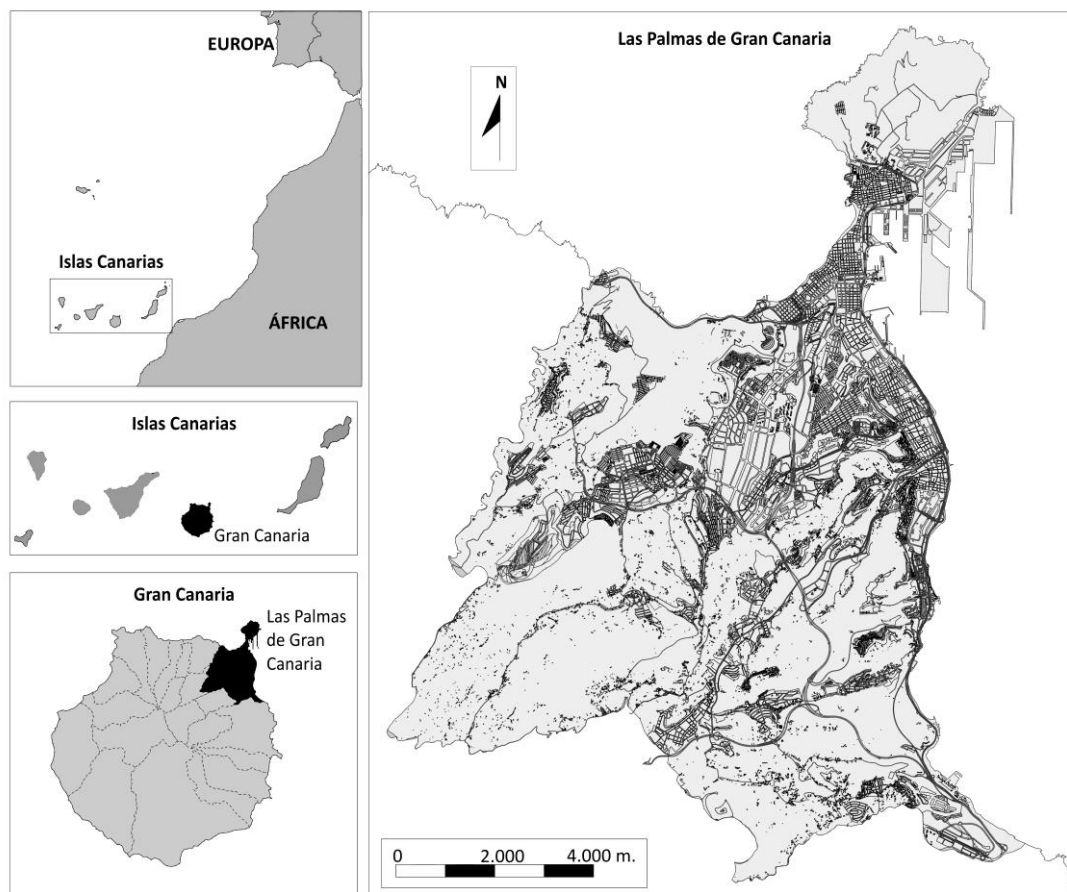 EUROPA
Islas Canarias
ÁFRICA
Islas Canarias
Gran Canaria
Gran Canaria
Las Palmas
de Gran
Canaria
Las Palmas de Gran Canaria
N
0 2.000 4.000 m.